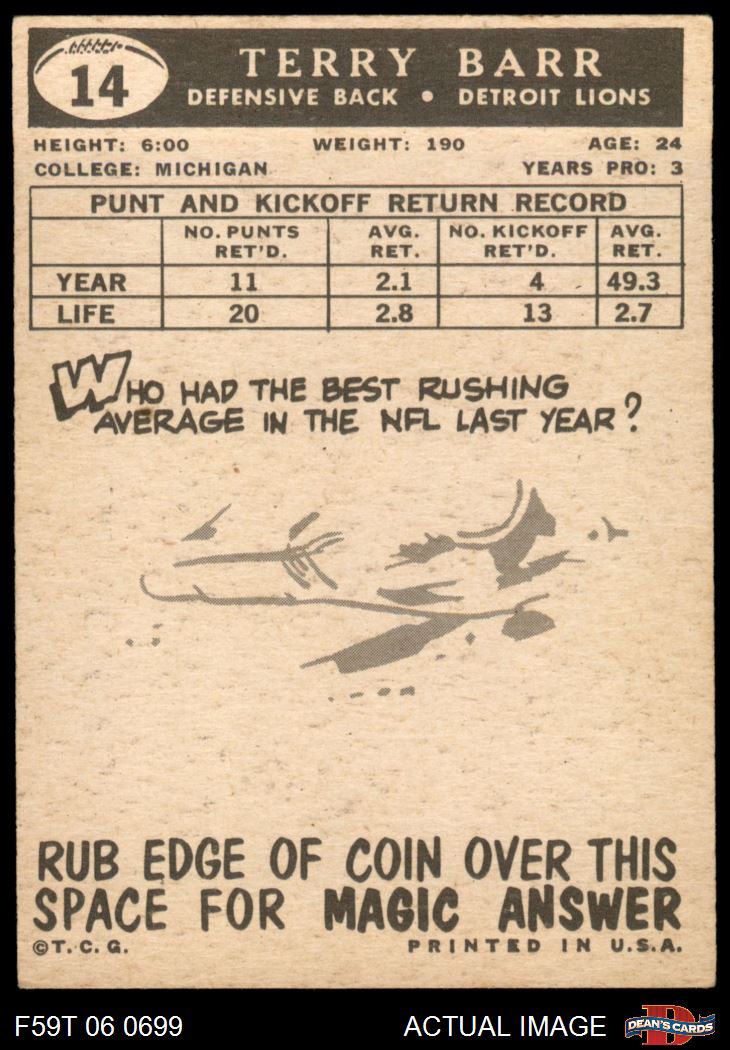 14
TERRY BARR
DEFENSIVE BACK • DETROIT LIONS
HEIGHT: 6:00 WEIGHT: 190 AGE: 24
COLLEGE: MICHIGAN YEARS PRO: 3
PUNT AND KICKOFF RETURN RECORD
NO. PUNTS RET'D. AVG. RET. NO. KICKOFF RET'D. AVG. RET.
YEAR 11 2.1 4 49.3
LIFE 20 2.8 13 2.7
WHO HAD THE BEST RUSHING
AVERAGE IN THE NFL LAST YEAR?
RUB EDGE OF COIN OVER THIS
SPACE FOR MAGIC ANSWER
©T. C. G. PRINTED IN U.S.A.
F59T 06 0699 ACTUAL IMAGE D DEAN'S CARDS